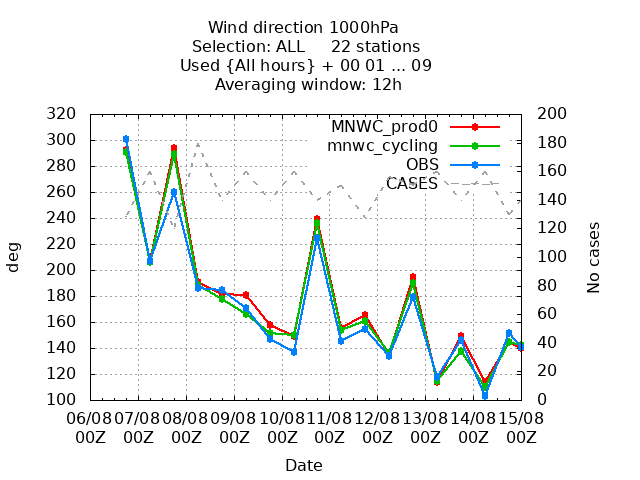 Wind direction 1000hPa
Selection: ALL 22 stations
Used {All hours} + 00 01 ... 09
Averaging window: 12h
320
300
280
260
240
220
200
180
160
140
120
100
deg
200
180
160
140
120
100
80
60
40
20
0
No cases
MNWC_prod0
mnwc_cycling
OBS
CASES
06/08 07/08 08/08 09/08 10/08 11/08 12/08 13/08 14/08 15/08
00Z 00Z 00Z 00Z 00Z 00Z 00Z 00Z 00Z 00Z
Date